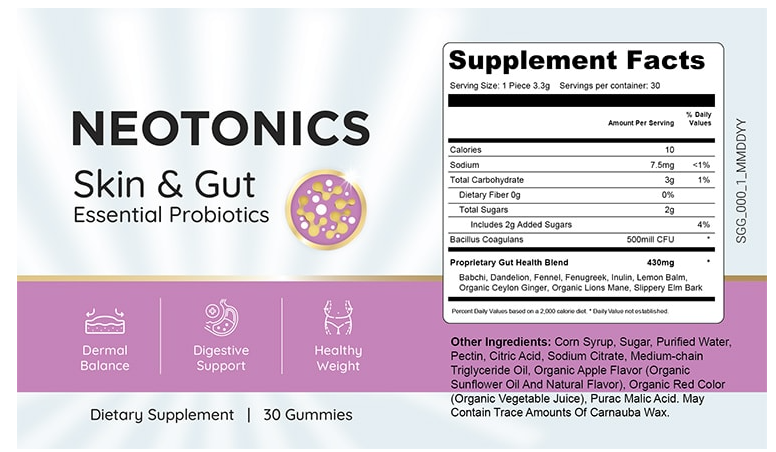 NEOTONICS
Skin & Gut
Essential Probiotics
Dermal
Balance
Digestive
Support
Healthy
Weight
Dietary Supplement | 30 Gummies
Supplement Facts
Serving Size: 1 Piece 3.3g Servings per container: 30
Amount Per Serving % Daily Values
Calories 10
Sodium 7.5mg <1%
Total Carbohydrate 3g 1%
Dietary Fiber 0g 0%
Total Sugars 2g
Includes 2g Added Sugars 4%
Bacillus Coagulans 500mill CFU *
Proprietary Gut Health Blend 430mg *
Babchi, Dandelion, Fennel, Fenugreek, Inulin, Lemon Balm,
Organic Ceylon Ginger, Organic Lions Mane, Slippery Elm Bark
Percent Daily Values based on a 2,000 calorie diet. * Daily Value not established.
Other Ingredients: Corn Syrup, Sugar, Purified Water,
Pectin, Citric Acid, Sodium Citrate, Medium-chain
Triglyceride Oil, Organic Apple Flavor (Organic
Sunflower Oil And Natural Flavor), Organic Red Color
(Organic Vegetable Juice), Purac Malic Acid. May
Contain Trace Amounts Of Carnauba Wax.
SGG_000_1_MMDDYY